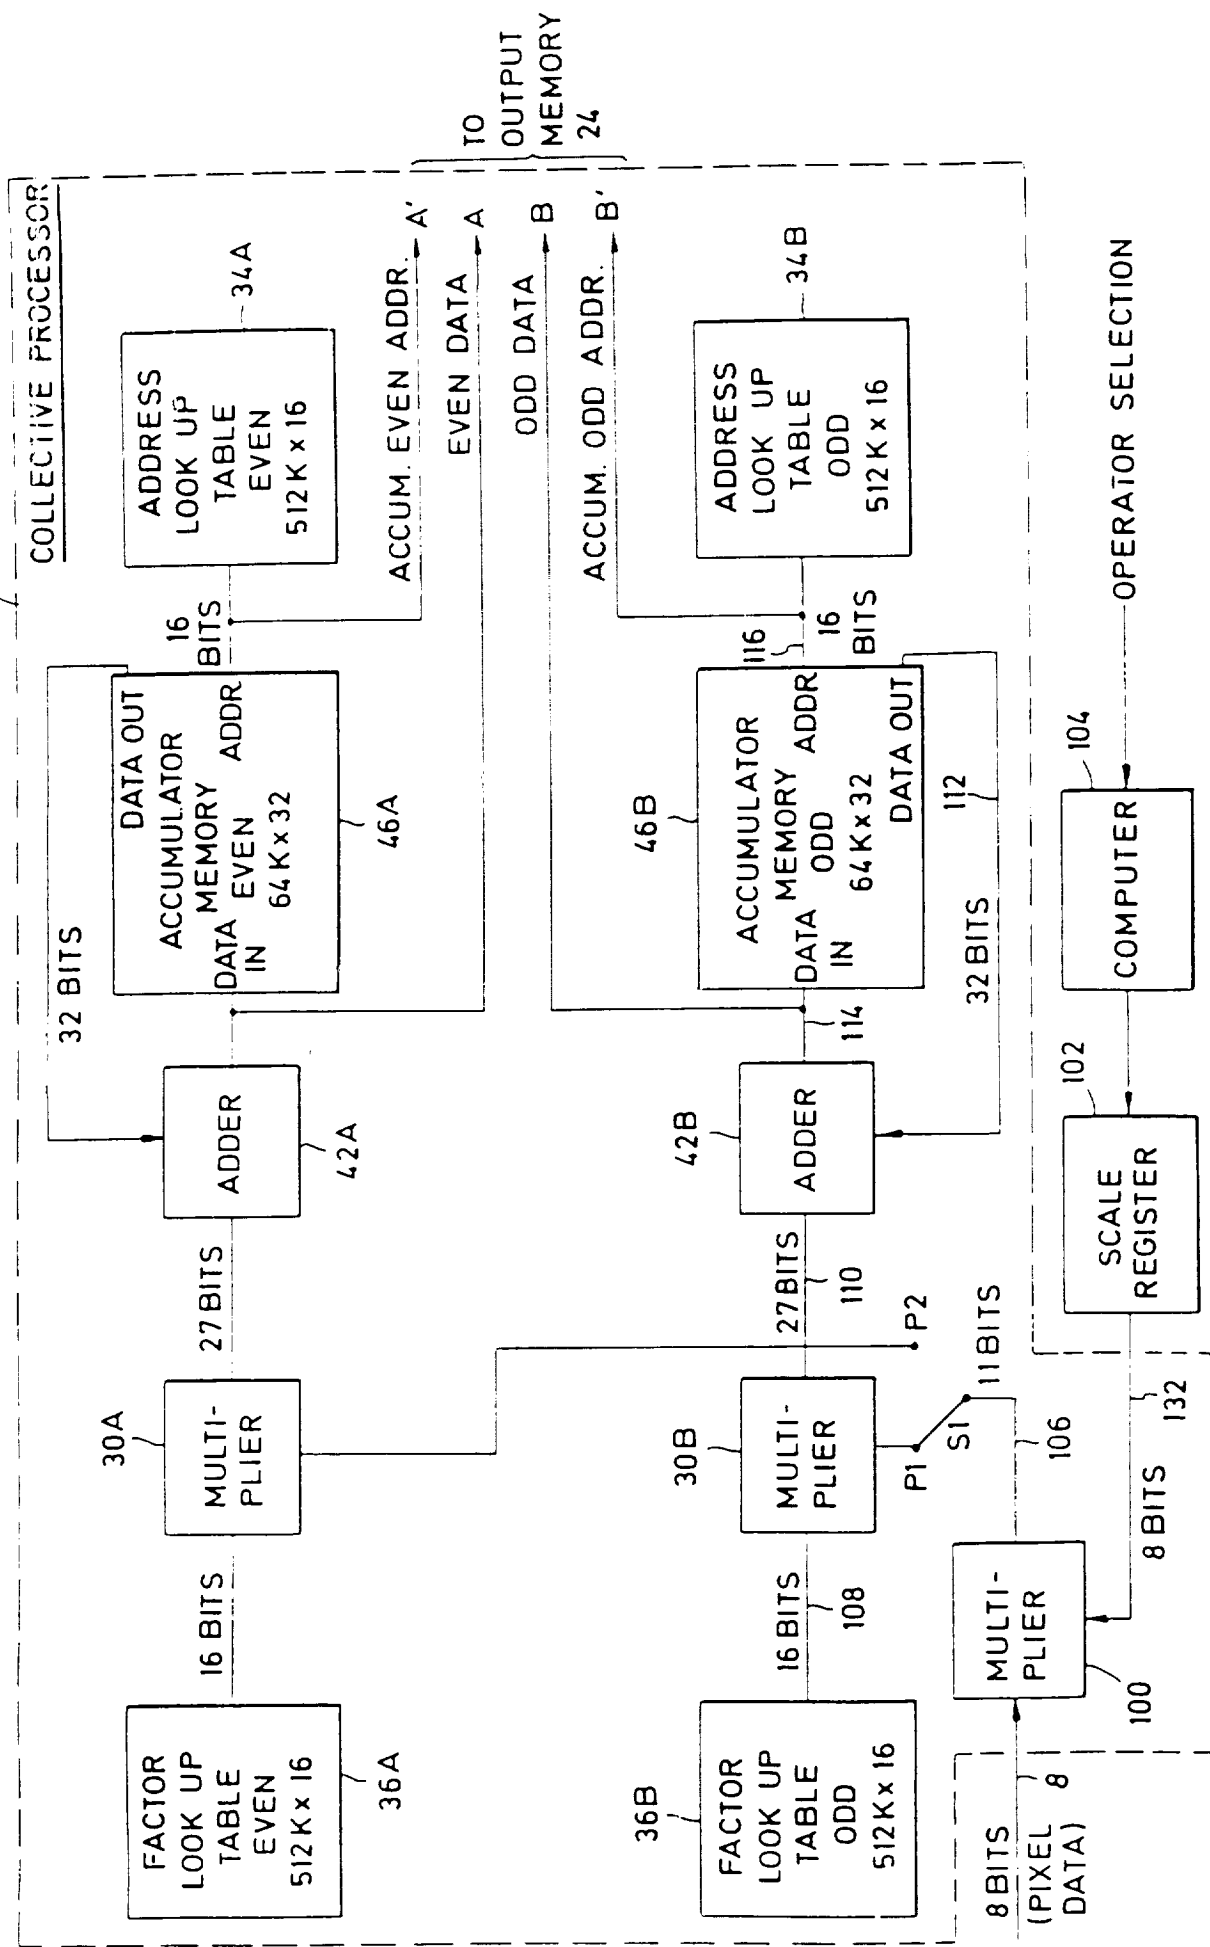 COLLECTIVE PROCESSOR
32 BITS
FACTOR
LOOK UP
TABLE
EVEN
512K x 16
36A
16 BITS
30A
MULTI-
PLIER
27 BITS
ADDER
42A
DATA OUT
ACCUMULATOR
MEMORY
EVEN
64K x 32
DATA
IN
ADDR
46A
16
BITS
ADDRESS
LOOK UP
TABLE
EVEN
512K x 16
34A
ACCUM. EVEN ADDR.
A'
EVEN DATA
A
ODD DATA
B
ACCUM. ODD ADDR.
B'
TO
OUTPUT
MEMORY
24
36B
FACTOR
LOOK UP
TABLE
ODD
512K x 16
16 BITS
108
30B
MULTI-
PLIER
27 BITS
110
P2
42B
ADDER
114
46B
ACCUMULATOR
MEMORY
ODD
64K x 32
DATA
IN
ADDR
DATA OUT
116
16
BITS
ADDRESS
LOOK UP
TABLE
ODD
512K x 16
34B
32 BITS
112
P1
S1
11 BITS
106
8 BITS
(PIXEL
DATA)
8
MULTI-
PLIER
100
8 BITS
132
SCALE
REGISTER
102
COMPUTER
104
OPERATOR SELECTION